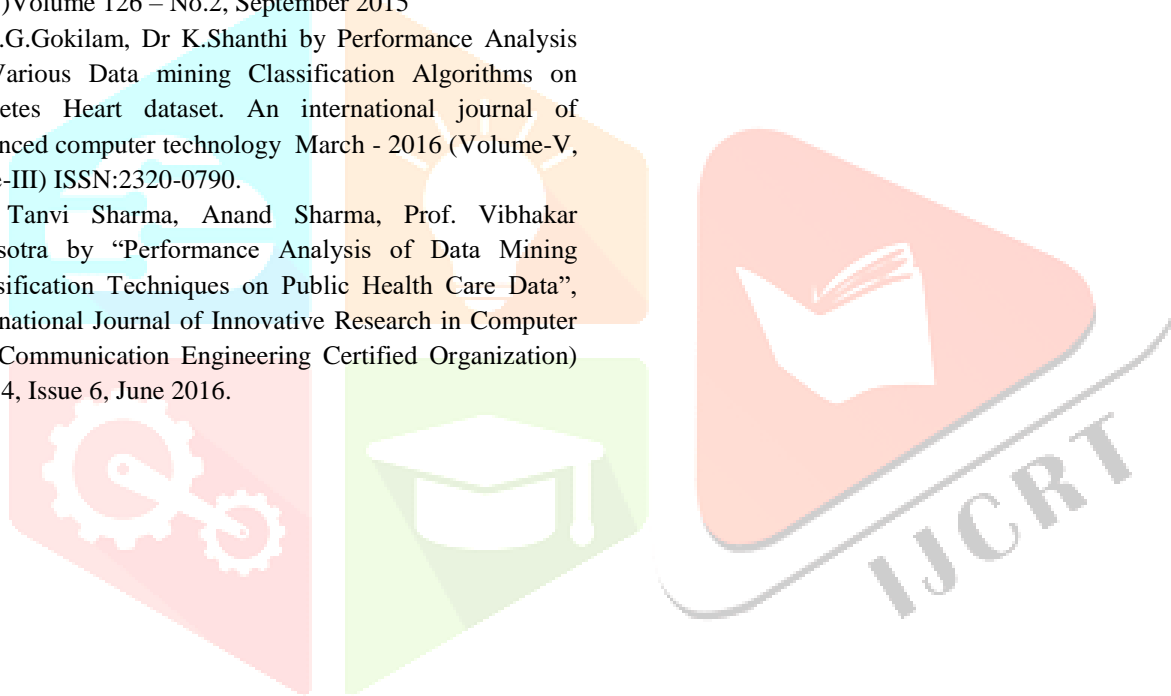 )Volume 126 – No.2, September 2015
.G.Gokilam, Dr K.Shanthi by Performance Analysis
Various Data mining Classification Algorithms on
etes Heart dataset. An international journal of
nced computer technology March - 2016 (Volume-V,
e-III) ISSN:2320-0790.
Tanvi Sharma, Anand Sharma, Prof. Vibhakar
sotra by “Performance Analysis of Data Mining
sification Techniques on Public Health Care Data”,
national Journal of Innovative Research in Computer
Communication Engineering Certified Organization)
4, Issue 6, June 2016.
IJCRT